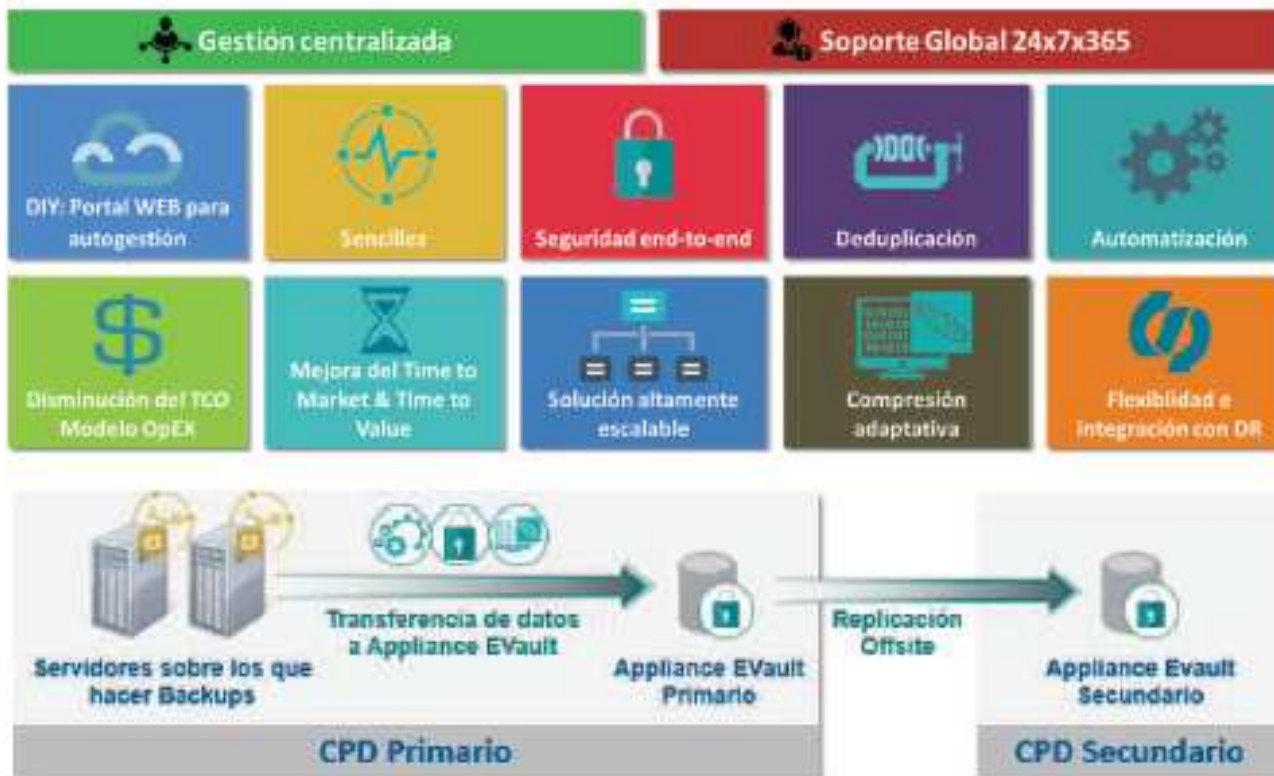 Gestión centralizada
Soporte Global 24x7x365
DIY: Portal WEB para
autogestión
Sencillez
Seguridad end-to-end
Deduplicación
Automatización
Disminución del TCO
Modelo OpEX
Mejora del Time to
Market & Time to
Value
Solución altamente
escalable
Compresión
adaptativa
Flexibilidad e
Integración con DR
Servidores sobre los que
hacer Backups
Transferencia de datos
a Appliance EVault
Appliance EVault
Primario
Replicación
Offsite
Appliance Evault
Secundario
CPD Primario
CPD Secundario